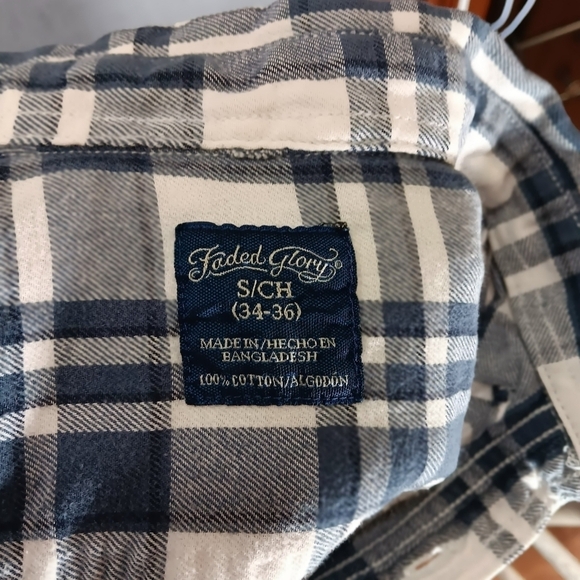 Faded Glory®
S/CH
(34-36)
MADE IN/HECHO EN
BANGLADESH
100% COTTON/ALGODÓN